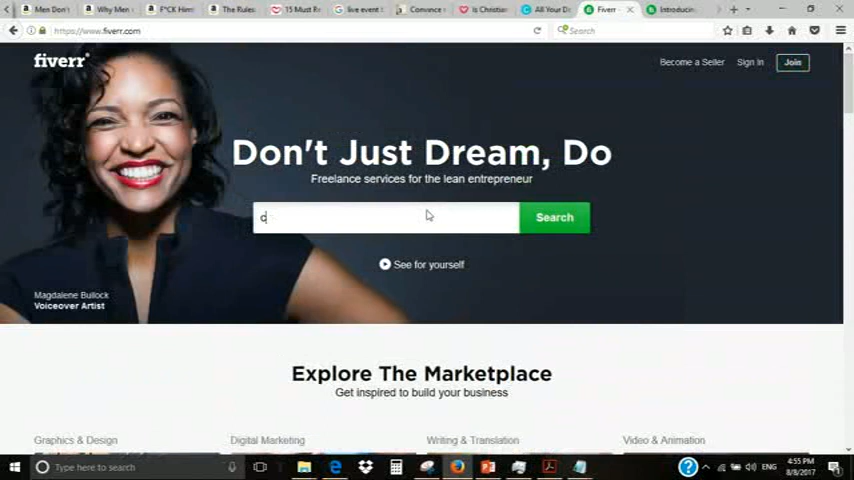 Men Don't
Why Men
F*CK Him!
The Rules
15 Must Re
live event
Convince
Is Christian
All Your D
Fiverr -
Introducin
https://www.fiverr.com
Search
fiverr
Become a Seller
Sign In
Join
Don't Just Dream, Do
Freelance services for the lean entrepreneur
c
Search
See for yourself
Magdalene Bullock
Voiceover Artist
Explore The Marketplace
Get inspired to build your business
Graphics & Design
Digital Marketing
Writing & Translation
Video & Animation
Type here to search
ENG
4:55 PM
8/8/2017